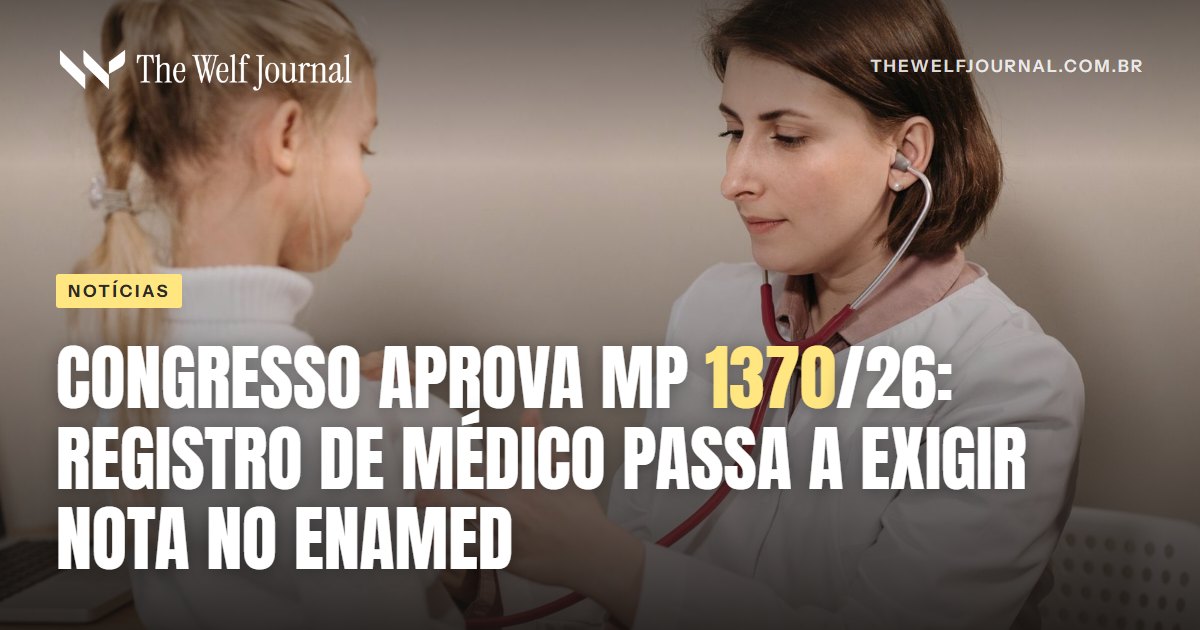 The Welf Journal
THEWELFJOURNAL.COM.BR
NOTÍCIAS
CONGRESSO APROVA MP 1370/26:
REGISTRO DE MÉDICO PASSA A EXIGIR
NOTA NO ENAMED